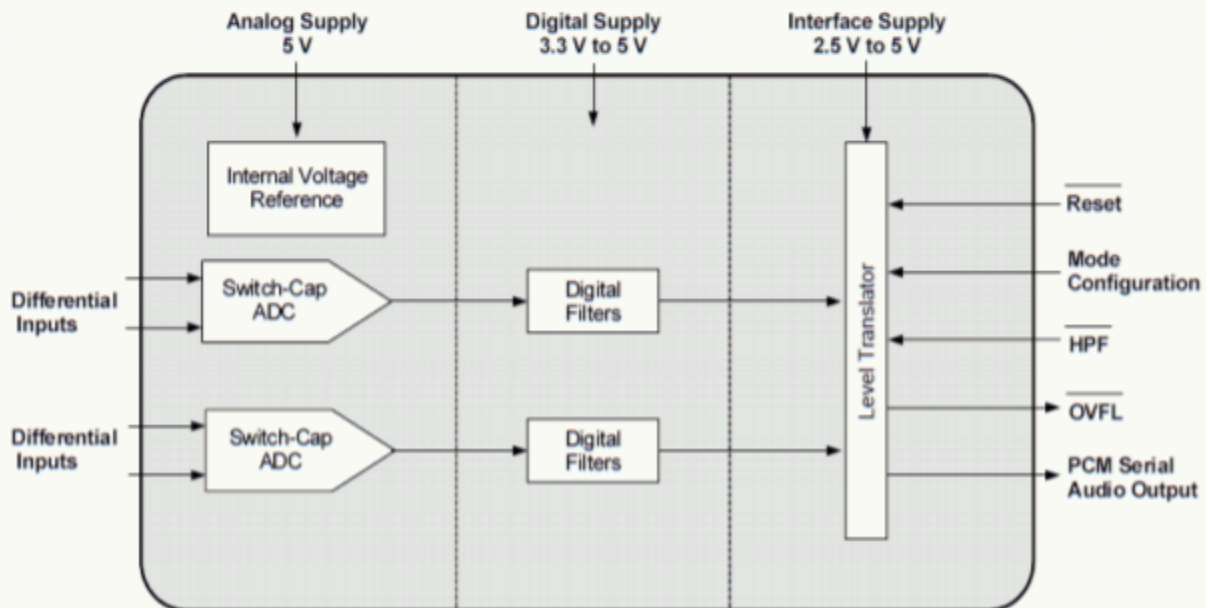 Analog Supply
5 V
Digital Supply
3.3 V to 5 V
Interface Supply
2.5 V to 5 V
Internal Voltage
Reference
Differential
Inputs
Switch-Cap
ADC
Digital
Filters
Differential
Inputs
Switch-Cap
ADC
Digital
Filters
Level Translator
Reset
Mode
Configuration
HPF
OVFL
PCM Serial
Audio Output